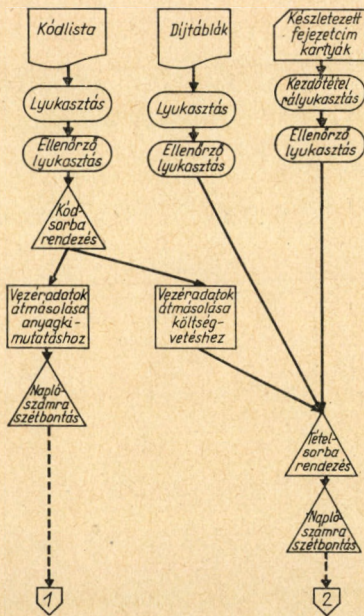 Kódlista
Lyukasztás
Ellenőrző
lyukasztás
Kód-
sorba
rendezés
Vezéradatok
átmásolása
anyagki-
mutatáshoz
Napló-
számra
szétbontás
1
Díjtáblák
Lyukasztás
Ellenőrző
lyukasztás
Vezéradatok
átmásolása
költség-
vetéshez
Készletezett
fejezetcím
kártyák
Kezdőtétel
rályukasztás
Ellenőrző
lyukasztás
Tétel-
sorba
rendezés
Napló-
számra
szétbontás
2